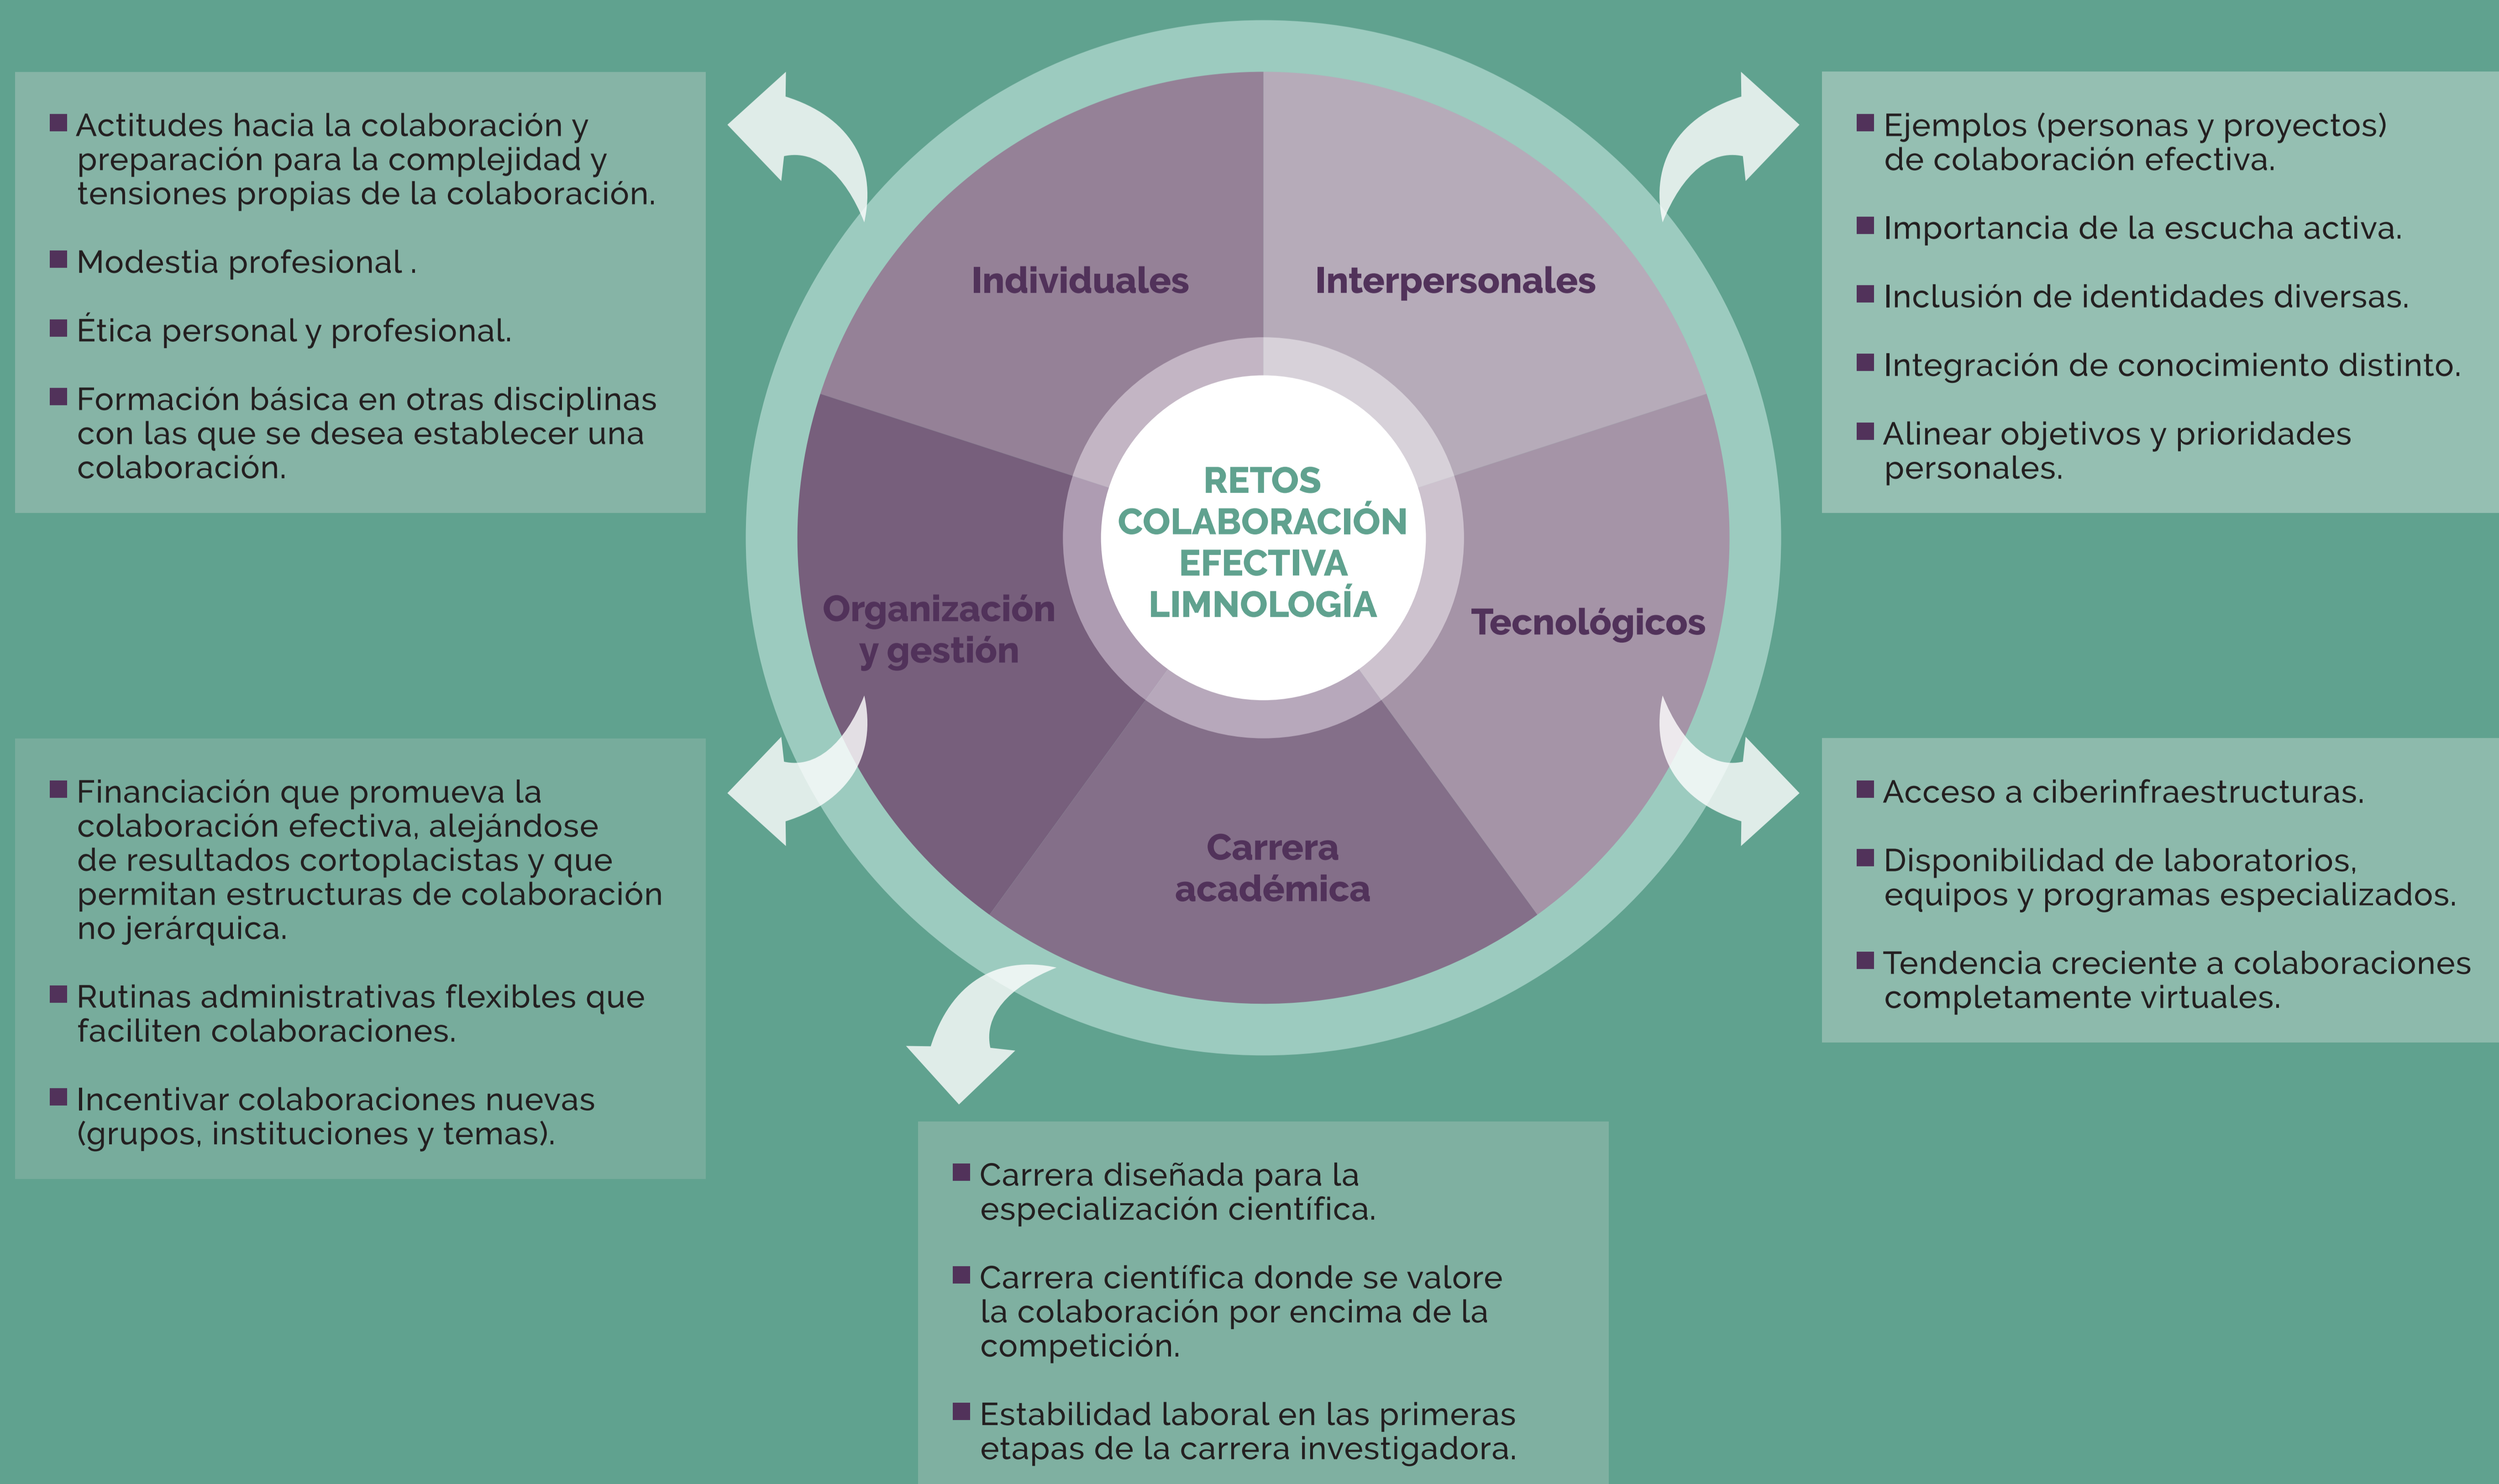 ■ Actitudes hacia la colaboración y
preparación para la complejidad y
tensiones propias de la colaboración.
■ Modestia profesional .
■ Ética personal y profesional.
■ Formación básica en otras disciplinas
con las que se desea establecer una
colaboración.
Individuales
Interpersonales
■ Ejemplos (personas y proyectos)
de colaboración efectiva.
■ Importancia de la escucha activa.
■ Inclusión de identidades diversas.
■ Integración de conocimiento distinto.
■ Alinear objetivos y prioridades
personales.
RETOS
COLABORACIÓN
EFECTIVA
LIMNOLOGÍA
Organización
y gestión
Tecnológicos
Carrera
académica
■ Financiación que promueva la
colaboración efectiva, alejándose
de resultados cortoplacistas y que
permitan estructuras de colaboración
no jerárquica.
■ Rutinas administrativas flexibles que
faciliten colaboraciones.
■ Incentivar colaboraciones nuevas
(grupos, instituciones y temas).
■ Acceso a ciberinfraestructuras.
■ Disponibilidad de laboratorios,
equipos y programas especializados.
■ Tendencia creciente a colaboraciones
completamente virtuales.
■ Carrera diseñada para la
especialización científica.
■ Carrera científica donde se valore
la colaboración por encima de la
competición.
■ Estabilidad laboral en las primeras
etapas de la carrera investigadora.